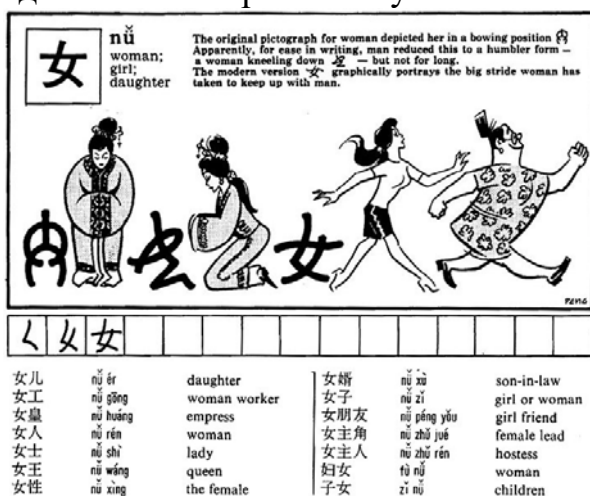 女
nǚ
woman;
girl;
daughter
The original pictograph for woman depicted her in a bowing position
Apparently, for ease in writing, man reduced this to a humbler form —
a woman kneeling down — but not for long.
The modern version 女 graphically portrays the big stride woman has
taken to keep up with man.
女
PENG
女
女儿 nǚ ér daughter
女工 nǚ gōng woman worker
女皇 nǚ huáng empress
女人 nǚ rén woman
女士 nǚ shì lady
女王 nǚ wáng queen
女性 nǚ xìng the female
女婿 nǚ xù son-in-law
女子 nǚ zǐ girl or woman
女朋友 nǚ péng yǒu girl friend
女主角 nǚ zhǔ jué female lead
女主人 nǚ zhǔ rén hostess
妇女 fù nǚ woman
子女 zǐ nǚ children